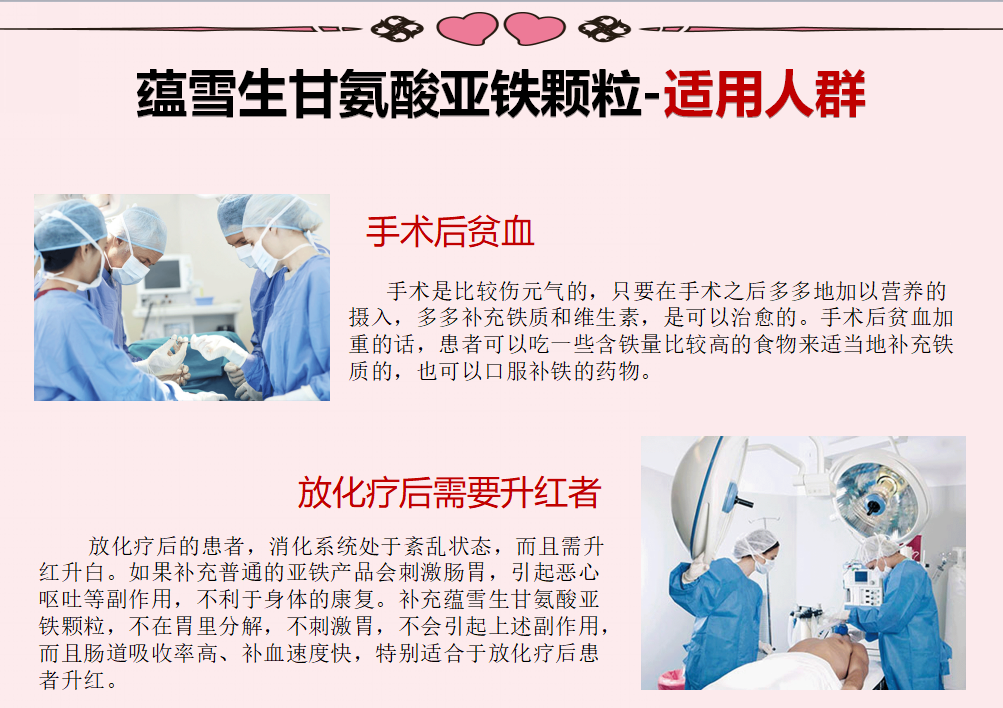 蕴雪生甘氨酸亚铁颗粒-适用人群
手术后贫血
手术是比较伤元气的，只要在手术之后多多地加以营养的
摄入，多多补充铁质和维生素，是可以治愈的。手术后贫血加
重的话，患者可以吃一些含铁量比较高的食物来适当地补充铁
质的，也可以口服补铁的药物。
放化疗后需要升红者
放化疗后的患者，消化系统处于紊乱状态，而且需升
红升白。如果补充普通的亚铁产品会刺激肠胃，引起恶心
呕吐等副作用，不利于身体的康复。补充蕴雪生甘氨酸亚
铁颗粒，不在胃里分解，不刺激胃，不会引起上述副作用，
而且肠道吸收率高、补血速度快，特别适合于放化疗后患
者升红。